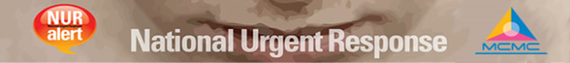 NUR
alert
National Urgent Response
MCMC